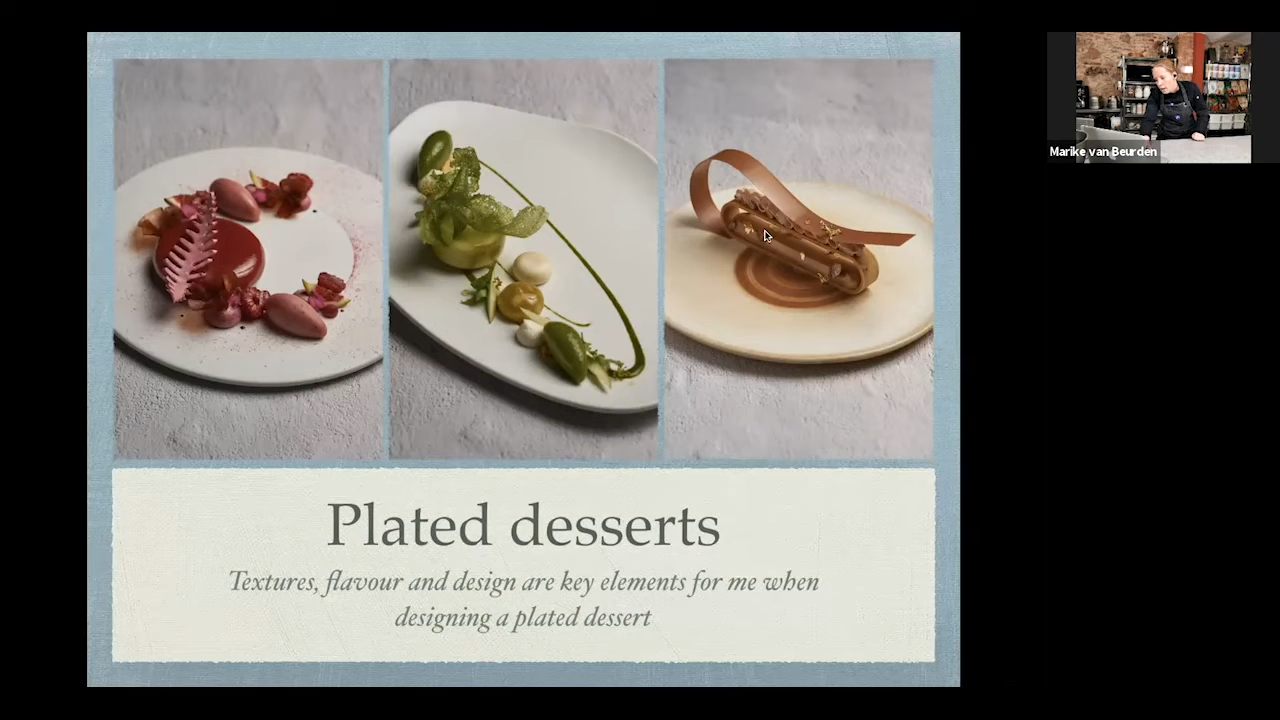 Marike van Beurden
Plated desserts
Textures, flavour and design are key elements for me when
designing a plated dessert